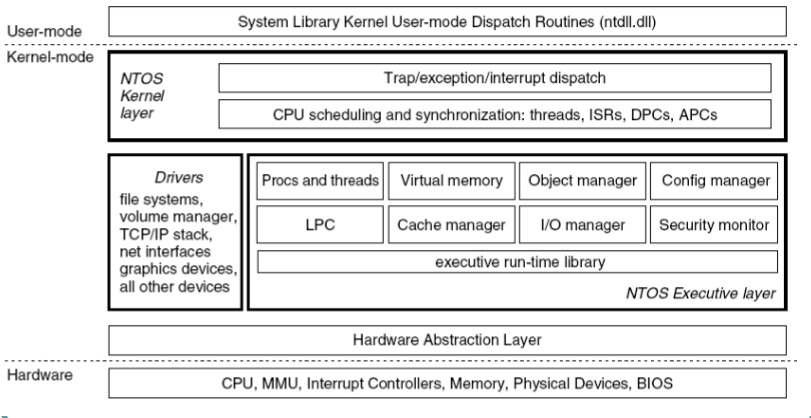 System Library Kernel User-mode Dispatch Routines (ntdll.dll)
User-mode
Kernel-mode
NTOS
Kernel
layer
Trap/exception/interrupt dispatch
CPU scheduling and synchronization: threads, ISRs, DPCs, APCs
Drivers
file systems,
volume manager,
TCP/IP stack,
net interfaces
graphics devices,
all other devices
Procs and threads
Virtual memory
Object manager
Config manager
LPC
Cache manager
I/O manager
Security monitor
executive run-time library
NTOS Executive layer
Hardware Abstraction Layer
Hardware
CPU, MMU, Interrupt Controllers, Memory, Physical Devices, BIOS